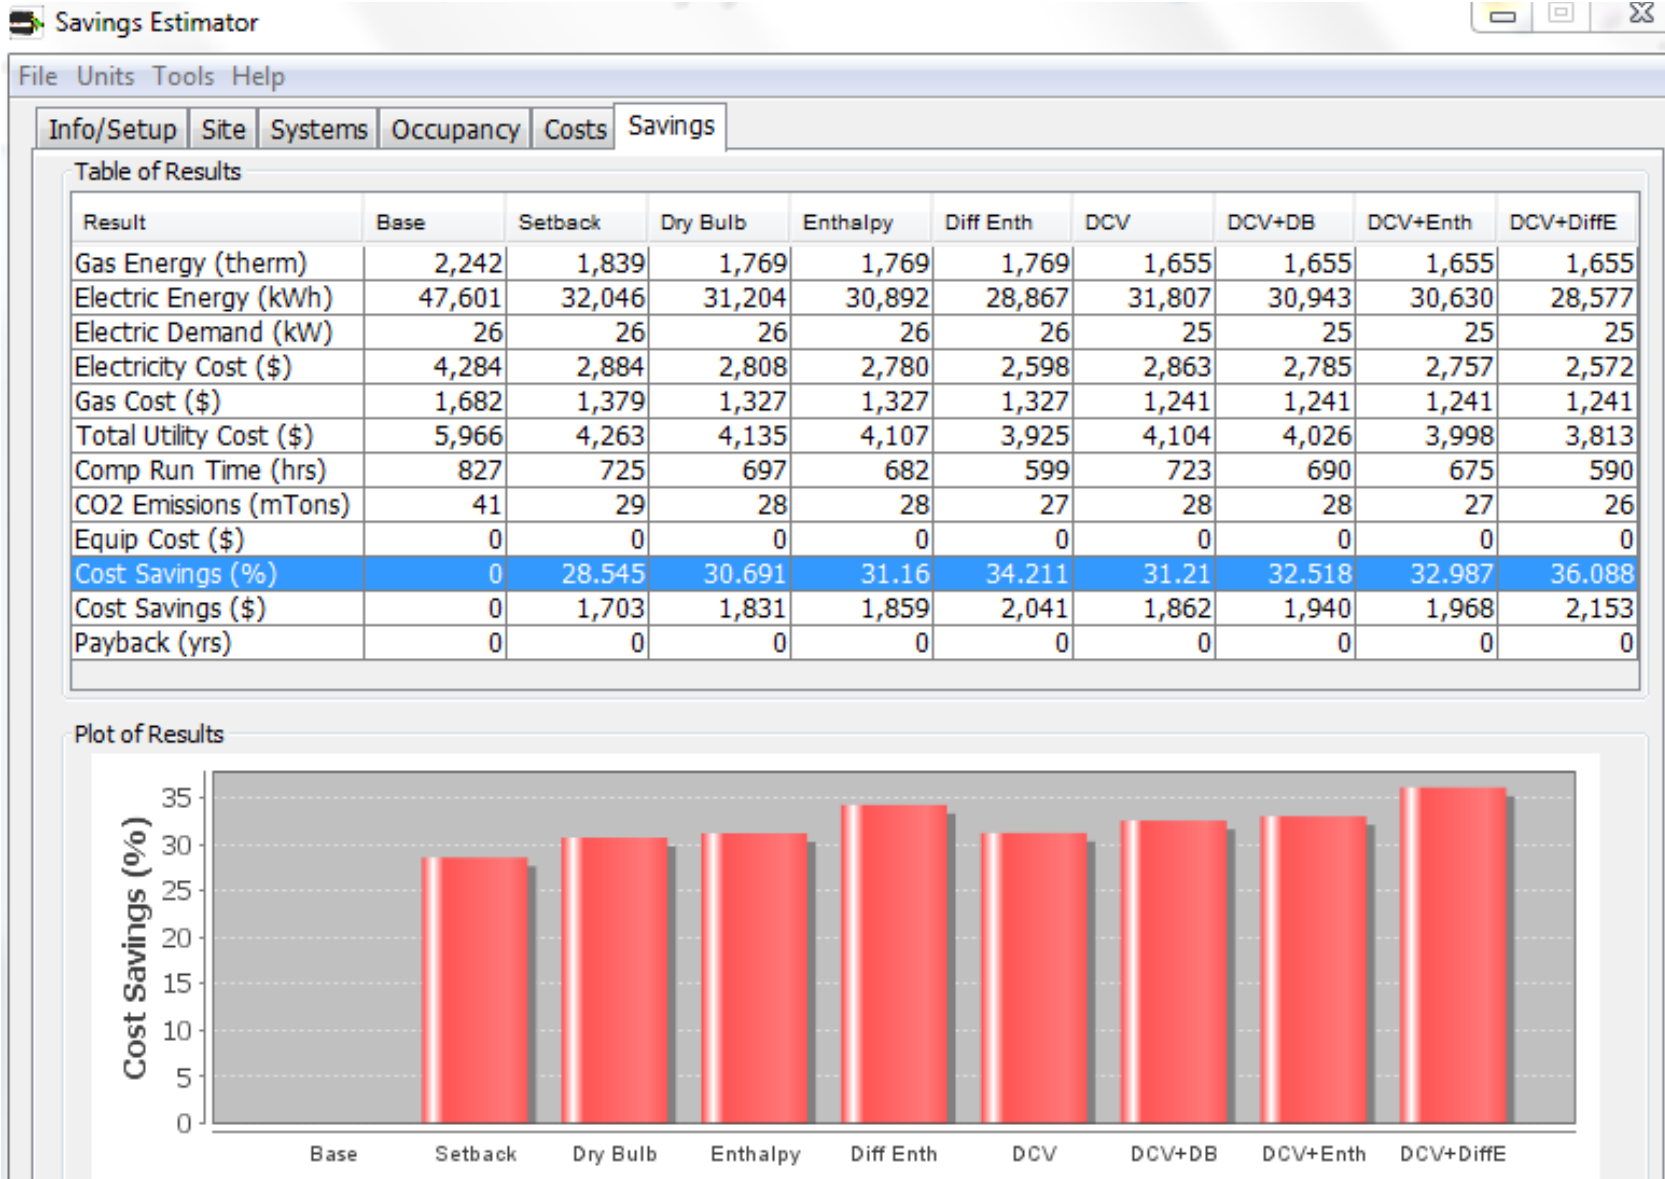 Savings Estimator
File Units Tools Help
Info/Setup Site Systems Occupancy Costs Savings
Table of Results
Result Base Setback Dry Bulb Enthalpy Diff Enth DCV DCV+DB DCV+Enth DCV+DiffE
Gas Energy (therm) 2,242 1,839 1,769 1,769 1,769 1,655 1,655 1,655 1,655
Electric Energy (kWh) 47,601 32,046 31,204 30,892 28,867 31,807 30,943 30,630 28,577
Electric Demand (kW) 26 26 26 26 26 25 25 25 25
Electricity Cost ($) 4,284 2,884 2,808 2,780 2,598 2,863 2,785 2,757 2,572
Gas Cost ($) 1,682 1,379 1,327 1,327 1,327 1,241 1,241 1,241 1,241
Total Utility Cost ($) 5,966 4,263 4,135 4,107 3,925 4,104 4,026 3,998 3,813
Comp Run Time (hrs) 827 725 697 682 599 723 690 675 590
CO2 Emissions (mTons) 41 29 28 28 27 28 28 27 26
Equip Cost ($) 0 0 0 0 0 0 0 0 0
Cost Savings (%) 0 28.545 30.691 31.16 34.211 31.21 32.518 32.987 36.088
Cost Savings ($) 0 1,703 1,831 1,859 2,041 1,862 1,940 1,968 2,153
Payback (yrs) 0 0 0 0 0 0 0 0 0
Plot of Results
Cost Savings (%)
35
30
25
20
15
10
5
0
Base Setback Dry Bulb Enthalpy Diff Enth DCV DCV+DB DCV+Enth DCV+DiffE